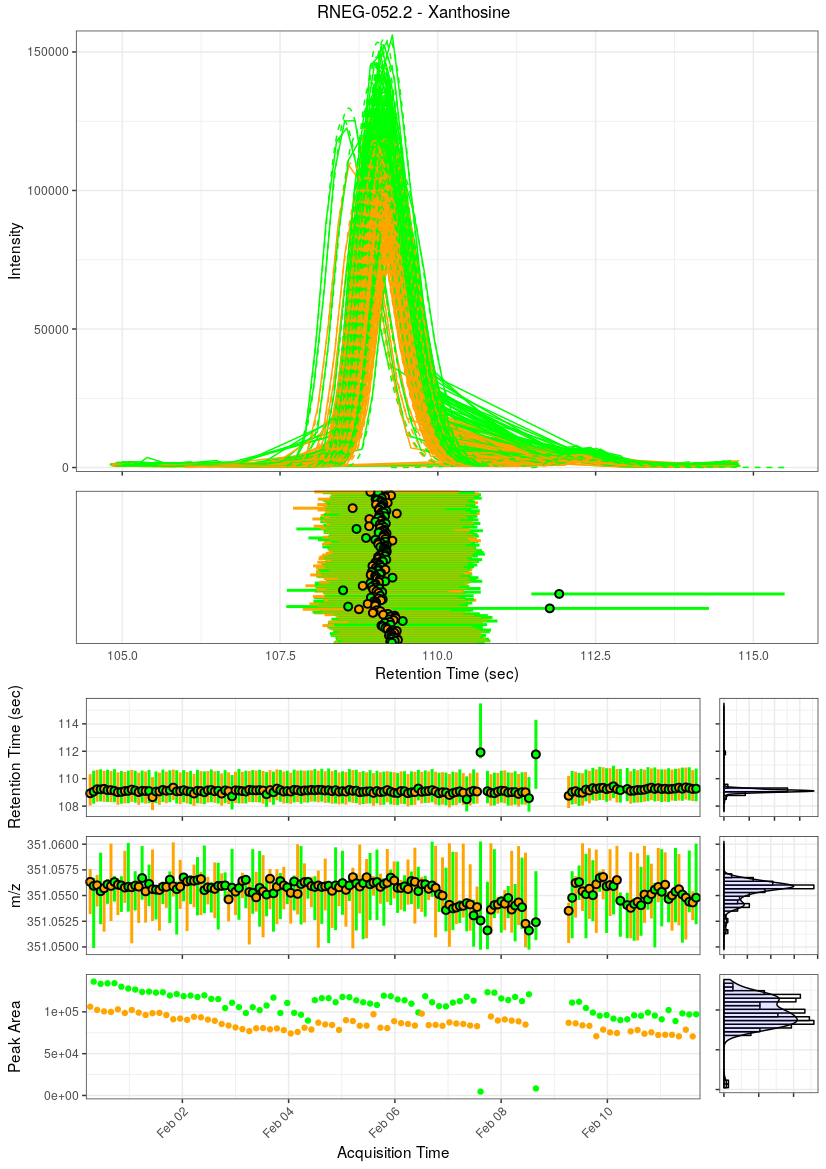 RNEG-052.2 - Xanthosine
150000
100000
50000
0
Intensity
105.0 107.5 110.0 112.5 115.0
Retention Time (sec)
114
112
110
108
Retention Time (sec)
351.0600
351.0575
351.0550
351.0525
351.0500
m/z
1e+05
5e+04
0e+00
Peak Area
Feb 02 Feb 04 Feb 06 Feb 08 Feb 10
Acquisition Time